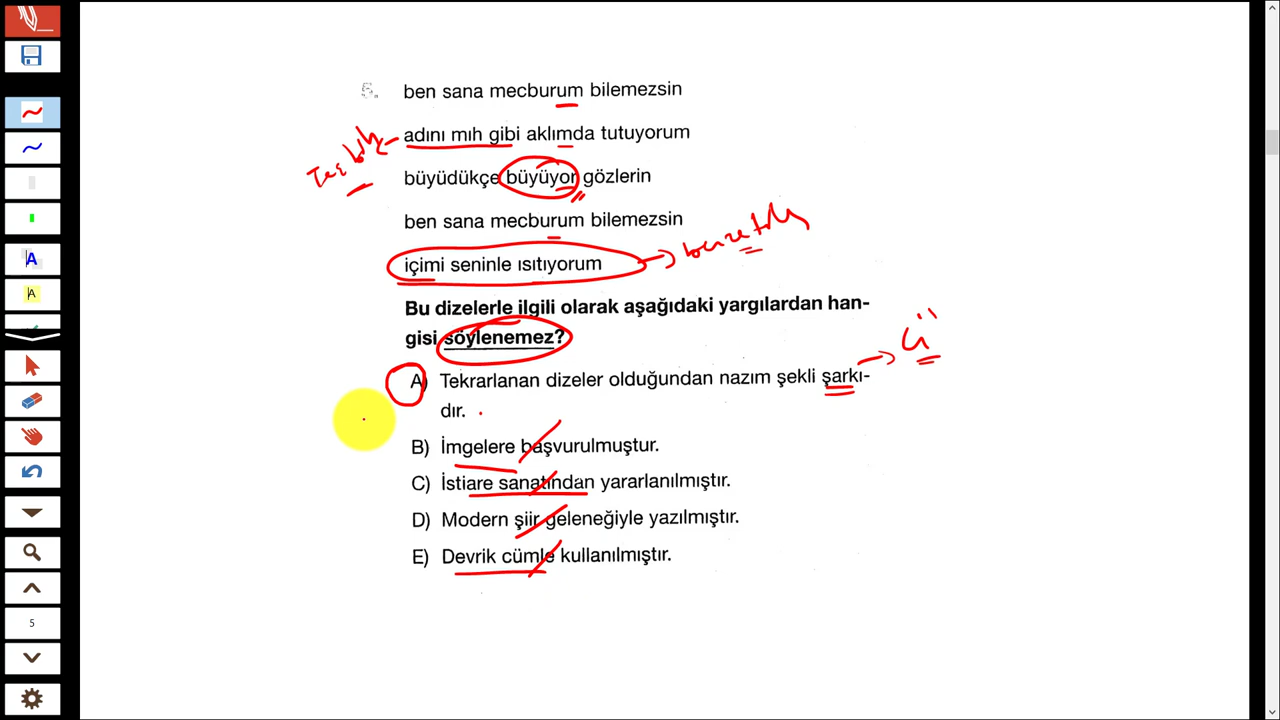 5.
ben sana mecburum bilemezsin
adını mıh gibi aklımda tutuyorum
büyüdükçe büyüyor gözlerin
ben sana mecburum bilemezsin
içimi seninle ısıtıyorum
Bu dizelerle ilgili olarak aşağıdaki yargılardan han-
gisi söylenemez?
A) Tekrarlanan dizeler olduğundan nazım şekli şarkı-
dır.
B) İmgelere başvurulmuştur.
C) İstiare sanatından yararlanılmıştır.
D) Modern şiir geleneğiyle yazılmıştır.
E) Devrik cümle kullanılmıştır.
A
A
5